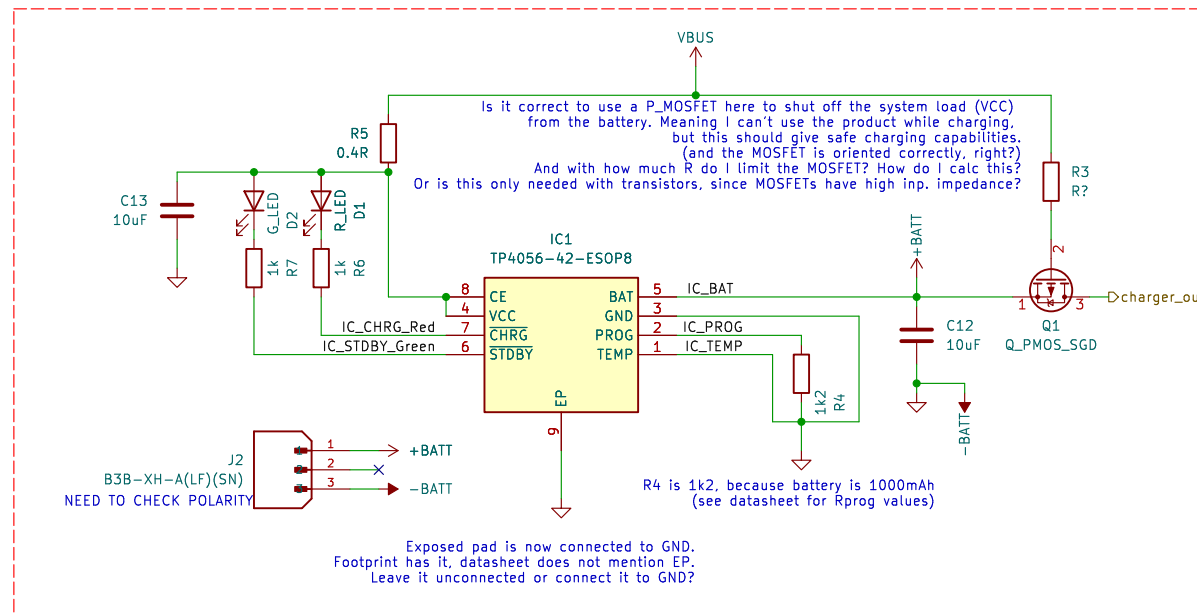 VBUS
Is it correct to use a P_MOSFET here to shut off the system load (VCC)
from the battery. Meaning I can't use the product while charging,
but this should give safe charging capabilities.
(and the MOSFET is oriented correctly, right?)
And with how much R do I limit the MOSFET? How do I calc this?
Or is this only needed with transistors, since MOSFETs have high inp. impedance?
R5
0.4R
R3
R?
C13
10uF
G_LED
D2
R_LED
D1
1k
R7
1k
R6
IC1
TP4056-42-ESOP8
8
CE
4
VCC
IC_CHRG_Red
7
CHRG
IC_STDBY_Green
6
STDBY
BAT
5
IC_BAT
GND
3
PROG
2
IC_PROG
TEMP
1
IC_TEMP
EP
9
+BATT
2
1
3
Q1
Q_PMOS_SGD
charger_ou
C12
10uF
-BATT
1k2
R4
J2
B3B-XH-A(LF)(SN)
NEED TO CHECK POLARITY
1
+BATT
2
3
-BATT
R4 is 1k2, because battery is 1000mAh
(see datasheet for Rprog values)
Exposed pad is now connected to GND.
Footprint has it, datasheet does not mention EP.
Leave it unconnected or connect it to GND?